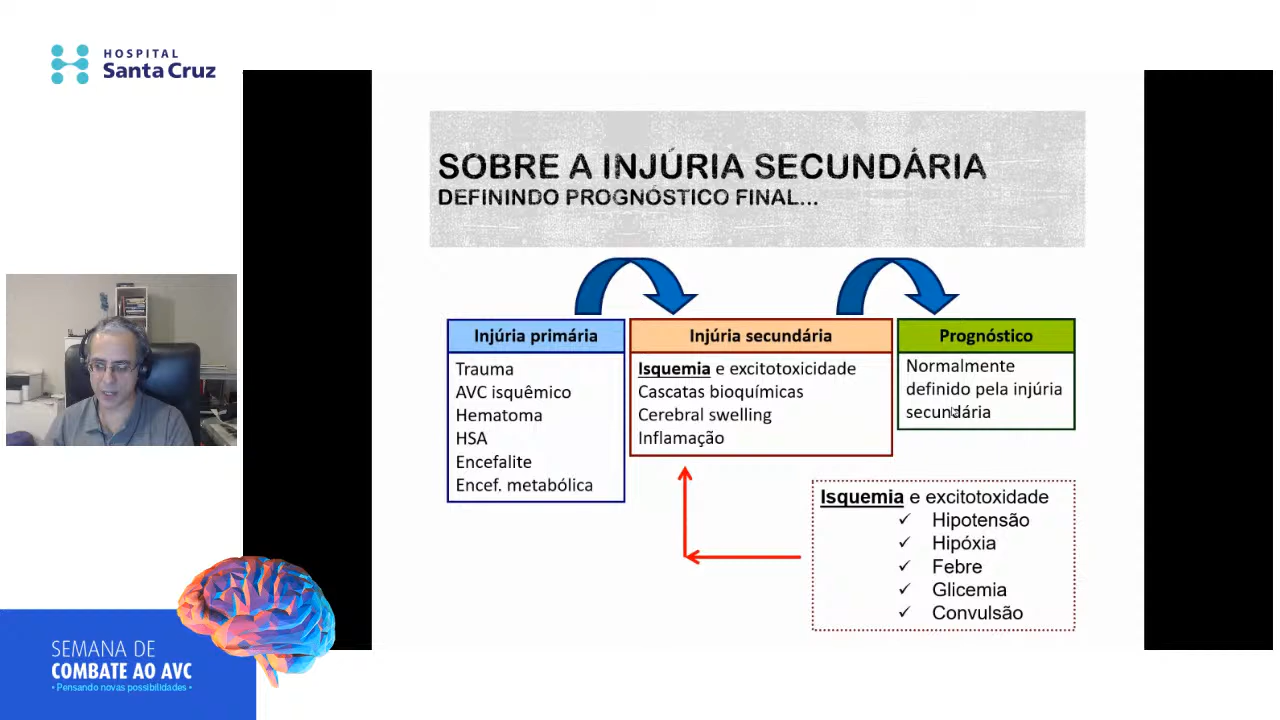 HOSPITAL
Santa Cruz
SOBRE A INJÚRIA SECUNDÁRIA
DEFININDO PROGNÓSTICO FINAL...
Injúria primária
Trauma
AVC isquêmico
Hematoma
HSA
Encefalite
Encef. metabólica
Injúria secundária
Isquemia e excitotoxicidade
Cascatas bioquímicas
Cerebral swelling
Inflamação
Prognóstico
Normalmente
definido pela injúria
secundária
Isquemia e excitotoxidade
✓ Hipotensão
✓ Hipóxia
✓ Febre
✓ Glicemia
✓ Convulsão
SEMANA DE
COMBATE AO AVC
• Pensando novas possibilidades •